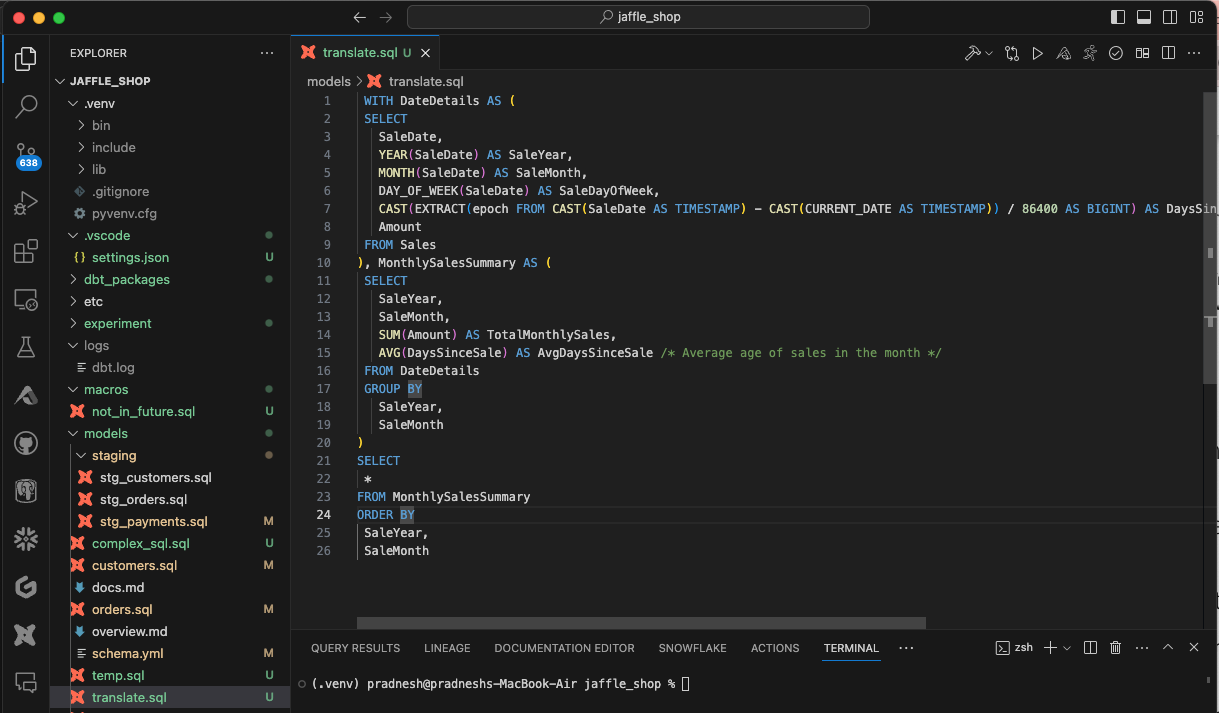 jaffle_shop
EXPLORER
JAFFLE_SHOP
.venv
bin
include
lib
.gitignore
pyvenv.cfg
638
.vscode
{} settings.json U
dbt_packages
etc
experiment
logs
dbt.log
macros
not_in_future.sql U
models
staging
stg_customers.sql
stg_orders.sql
stg_payments.sql M
complex_sql.sql U
customers.sql M
docs.md
orders.sql M
overview.md
schema.yml M
temp.sql U
translate.sql U
translate.sql U
models > translate.sql
1 WITH DateDetails AS (
2 SELECT
3 SaleDate,
4 YEAR(SaleDate) AS SaleYear,
5 MONTH(SaleDate) AS SaleMonth,
6 DAY_OF_WEEK(SaleDate) AS SaleDayOfWeek,
7 CAST(EXTRACT(epoch FROM CAST(SaleDate AS TIMESTAMP) - CAST(CURRENT_DATE AS TIMESTAMP)) / 86400 AS BIGINT) AS DaysSin
8 Amount
9 FROM Sales
10 ), MonthlySalesSummary AS (
11 SELECT
12 SaleYear,
13 SaleMonth,
14 SUM(Amount) AS TotalMonthlySales,
15 AVG(DaysSinceSale) AS AvgDaysSinceSale /* Average age of sales in the month */
16 FROM DateDetails
17 GROUP BY
18 SaleYear,
19 SaleMonth
20 )
21 SELECT
22 *
23 FROM MonthlySalesSummary
24 ORDER BY
25 SaleYear,
26 SaleMonth
QUERY RESULTS LINEAGE DOCUMENTATION EDITOR SNOWFLAKE ACTIONS TERMINAL ... zsh
(.venv) pradnesh@pradneshs-MacBook-Air jaffle_shop %